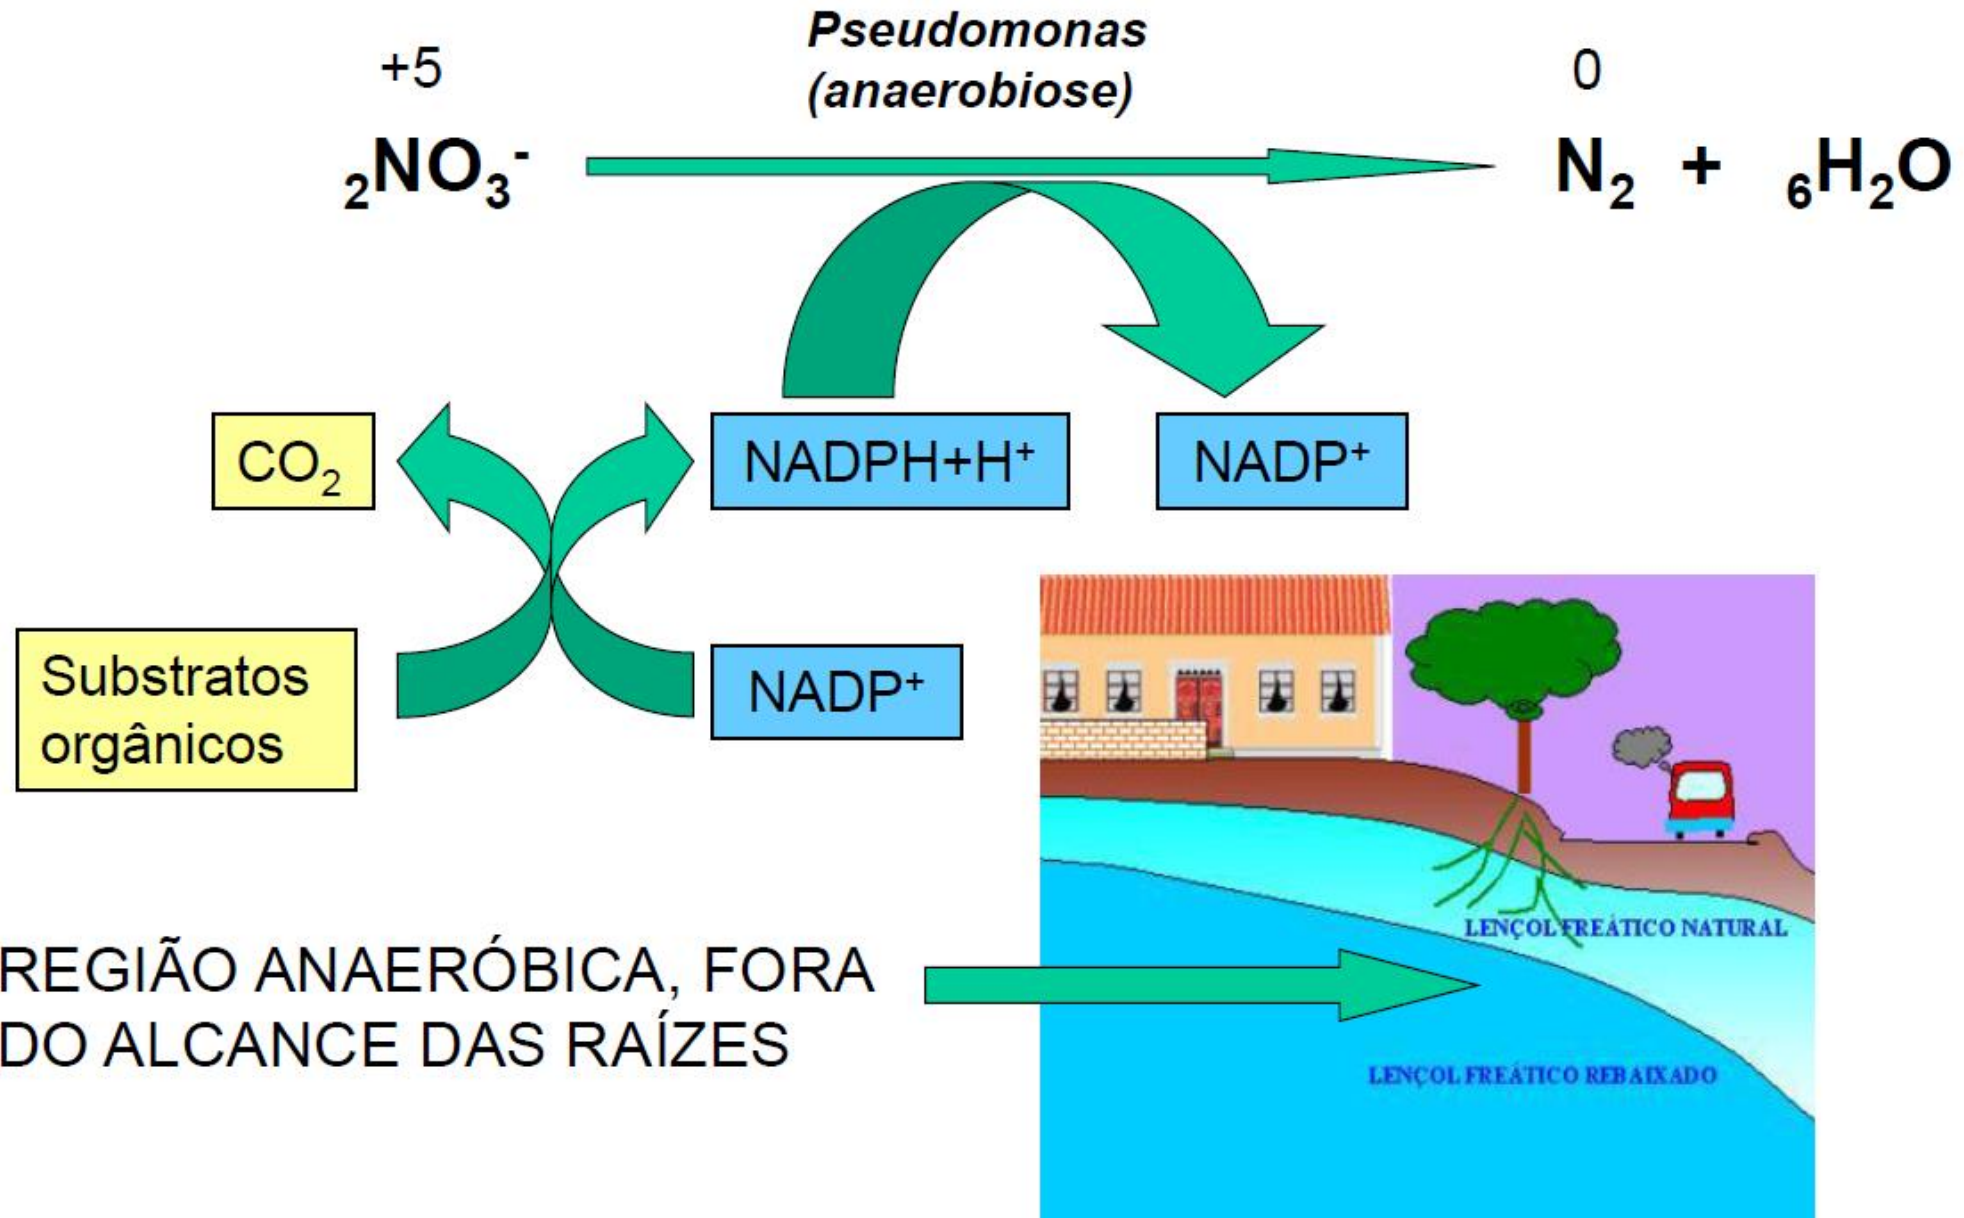 Pseudomonas
(anaerobiose)
+5
0
₂NO₃⁻
N₂ + ₆H₂O
CO₂
NADPH+H⁺
NADP⁺
Substratos
orgânicos
NADP⁺
LENÇOL FREÁTICO NATURAL
REGIÃO ANAERÓBICA, FORA
DO ALCANCE DAS RAÍZES
LENÇOL FREÁTICO REBAIXADO